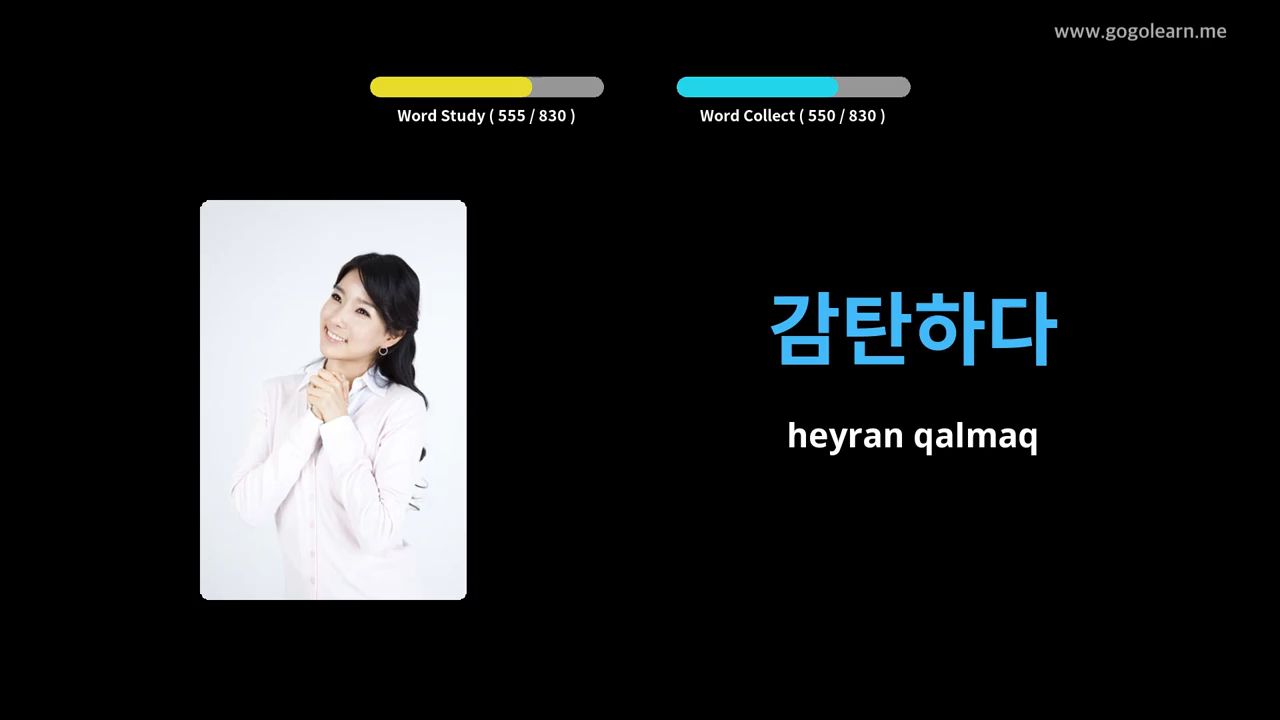 www.gogolearn.me
Word Study ( 555 / 830 )
Word Collect ( 550 / 830 )
감탄하다
heyran qalmaq